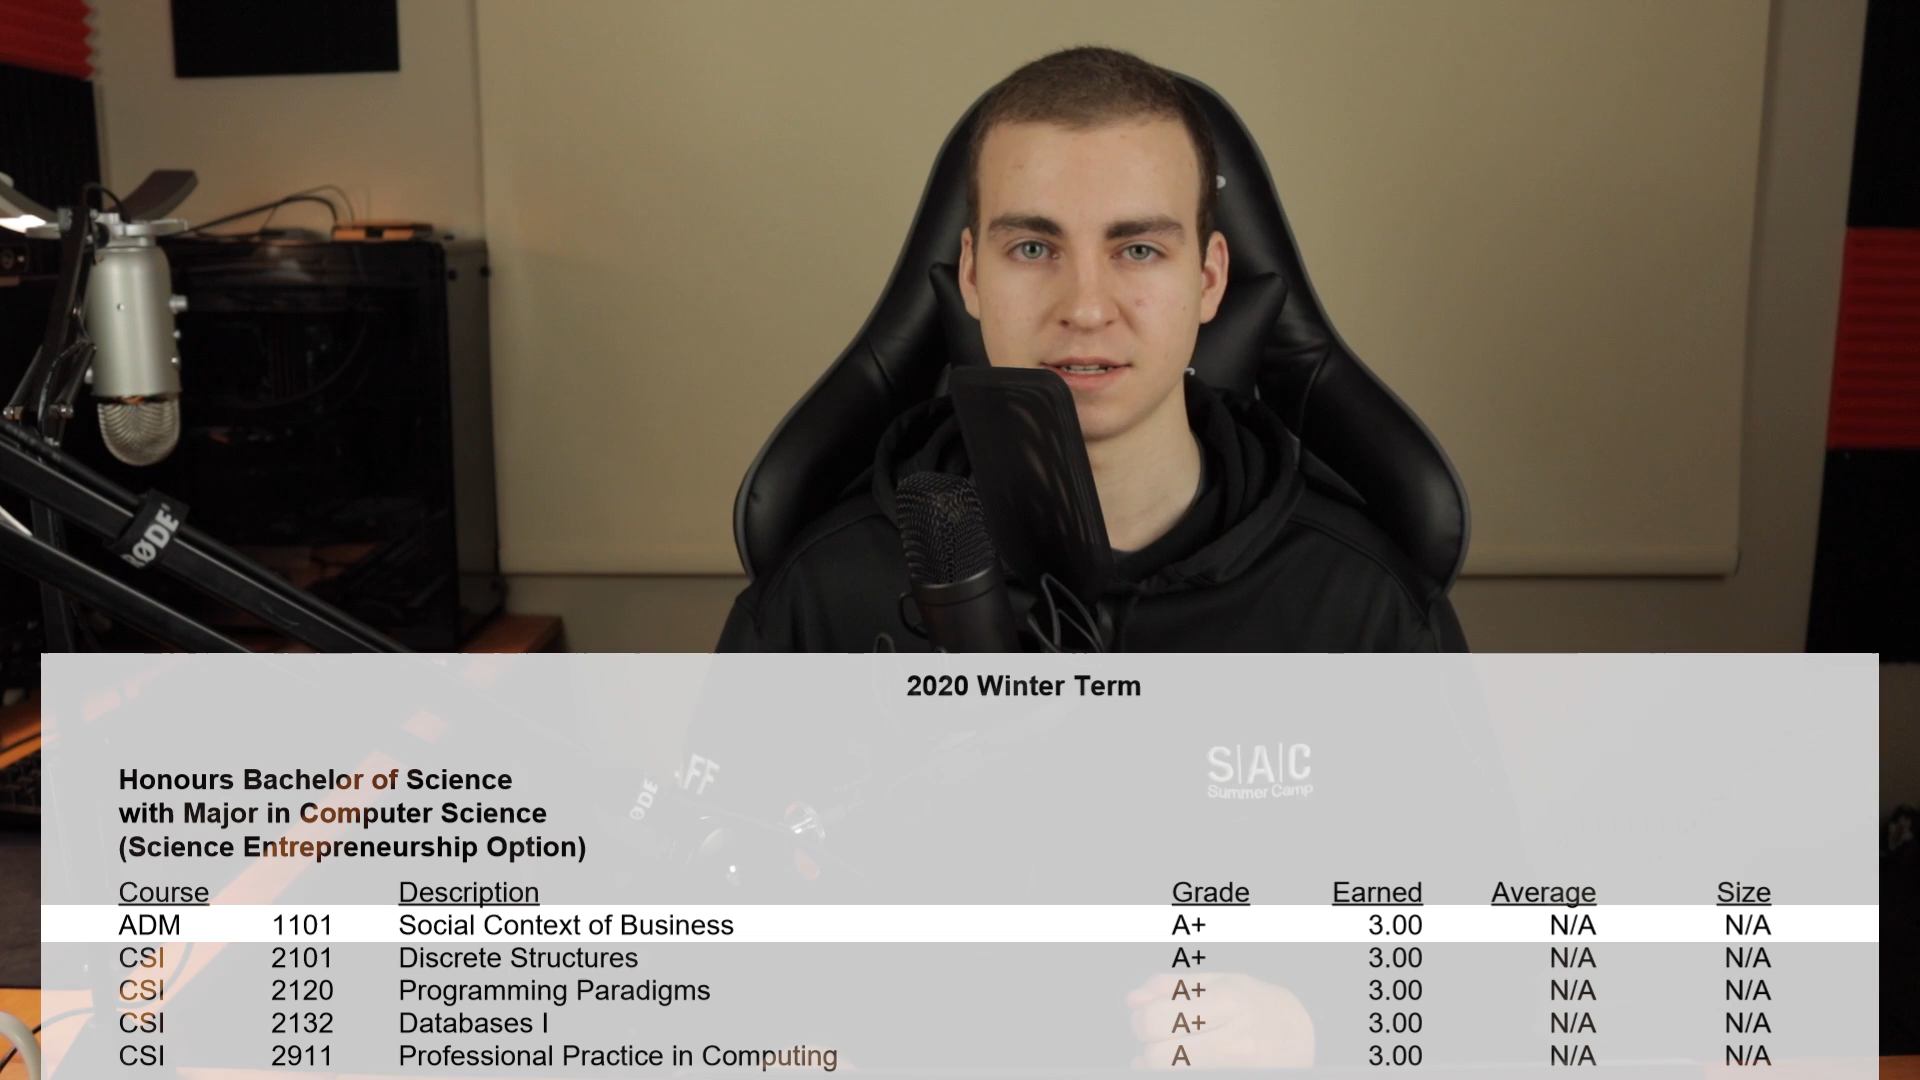 RØDE
2020 Winter Term
S|A|C
Summer Camp
Honours Bachelor of Science
with Major in Computer Science
(Science Entrepreneurship Option)
Course Description Grade Earned Average Size
ADM 1101 Social Context of Business A+ 3.00 N/A N/A
CSI 2101 Discrete Structures A+ 3.00 N/A N/A
CSI 2120 Programming Paradigms A+ 3.00 N/A N/A
CSI 2132 Databases I A+ 3.00 N/A N/A
CSI 2911 Professional Practice in Computing A 3.00 N/A N/A